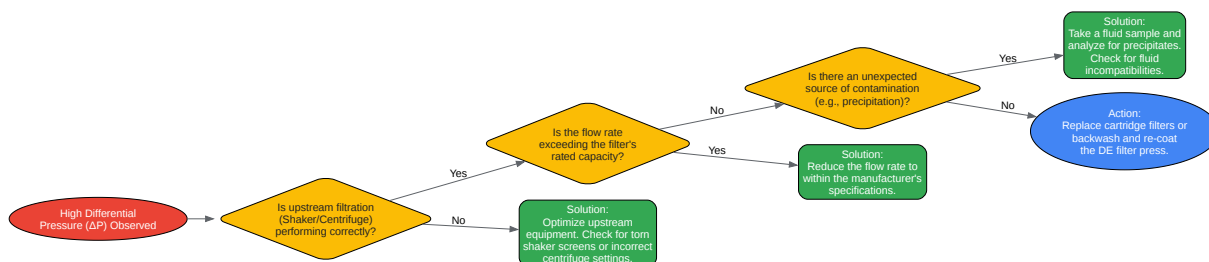 High Differential
Pressure (ΔP) Observed
Is upstream filtration
(Shaker/Centrifuge)
performing correctly?
Yes
No
Solution:
Optimize upstream
equipment. Check for torn
shaker screens or incorrect
centrifuge settings.
Is the flow rate
exceeding the filter's
rated capacity?
No
Yes
Solution:
Reduce the flow rate to
within the manufacturer's
specifications.
Is there an unexpected
source of contamination
(e.g., precipitation)?
Yes
No
Solution:
Take a fluid sample and
analyze for precipitates.
Check for fluid
incompatibilities.
Action:
Replace cartridge filters or
backwash and re-coat
the DE filter press.